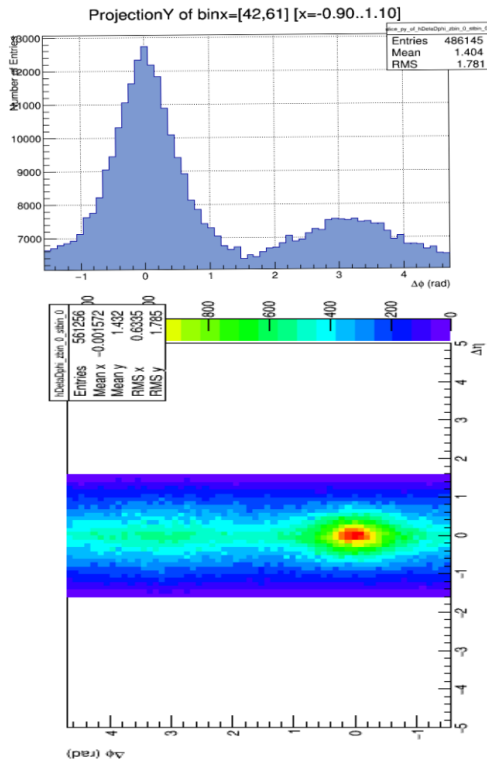 ProjectionY of binx=[42,61] [x=-0.90..1.10]
Entries 486145
Mean 1.404
RMS 1.781
Number of Entries
13000
12000
11000
10000
9000
8000
7000
−1 0 1 2 3 4
Δϕ (rad)
hDetaDphi_zbin_0_stbin_0
Entries 561256
Mean x −0.001572
Mean y 1.432
RMS x 0.6335
RMS y 1.785
800
600
400
200
0
Δη
5
4
3
2
1
0
−1
−2
−3
−4
−5
4 3 2 1 0 −1
Δϕ (rad)